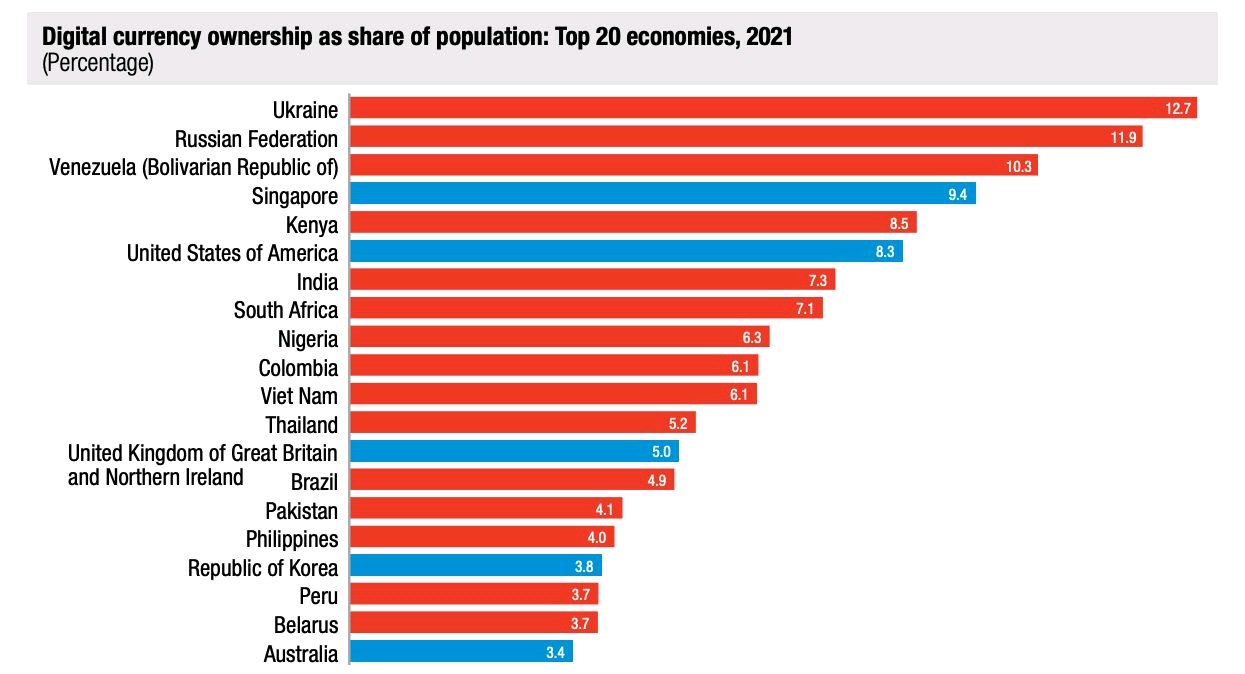 Digital currency ownership as share of population: Top 20 economies, 2021
(Percentage)
Ukraine 12.7
Russian Federation 11.9
Venezuela (Bolivarian Republic of) 10.3
Singapore 9.4
Kenya 8.5
United States of America 8.3
India 7.3
South Africa 7.1
Nigeria 6.3
Colombia 6.1
Viet Nam 6.1
Thailand 5.2
United Kingdom of Great Britain 5.0
and Northern Ireland
Brazil 4.9
Pakistan 4.1
Philippines 4.0
Republic of Korea 3.8
Peru 3.7
Belarus 3.7
Australia 3.4